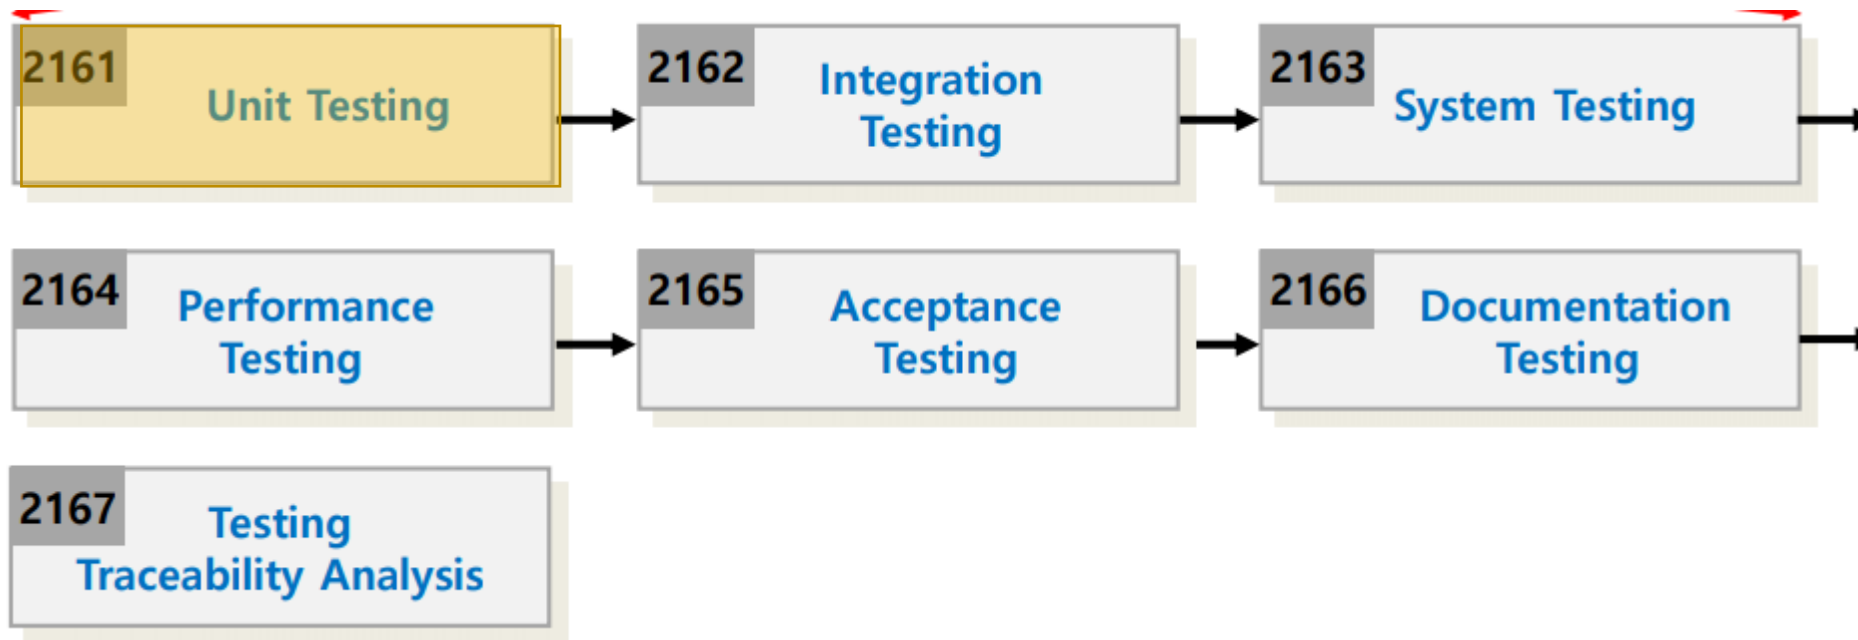 2161
Unit Testing
2162
Integration
Testing
2163
System Testing
2164
Performance
Testing
2165
Acceptance
Testing
2166
Documentation
Testing
2167
Testing
Traceability Analysis